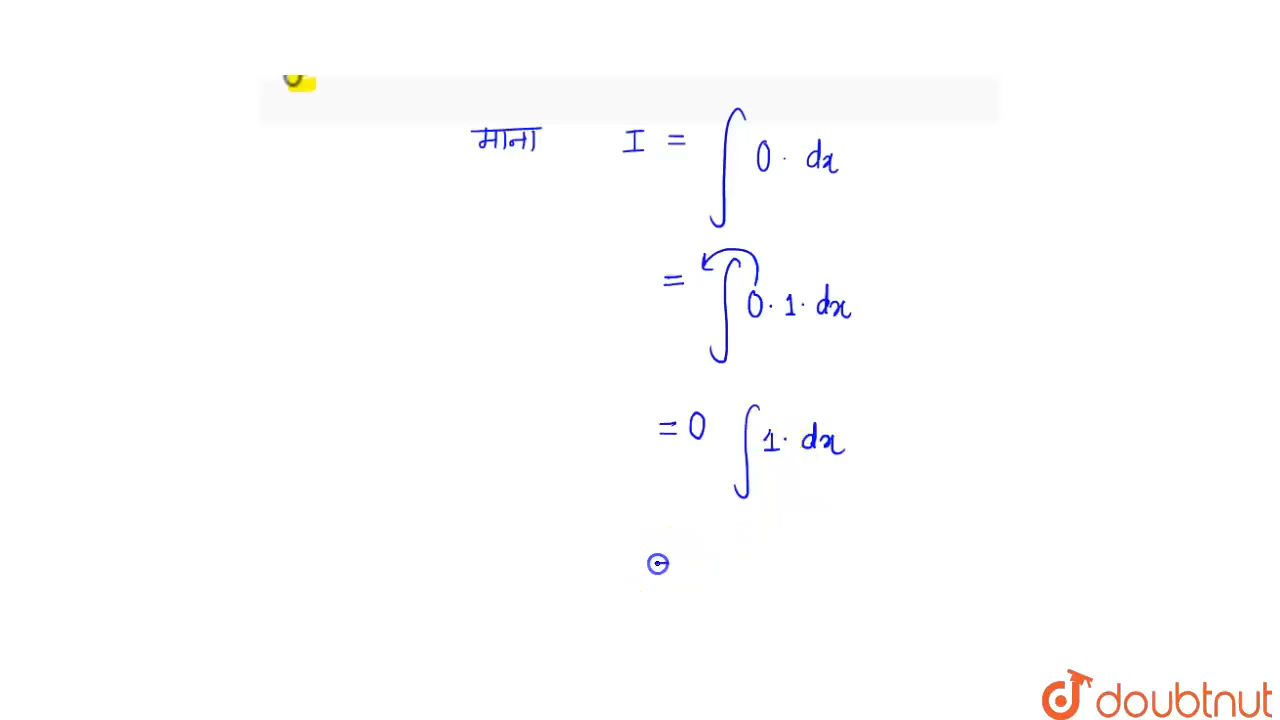 माना I = ∫ 0 · dx
= ∫ 0 · 1 · dx
= 0 ∫ 1 · dx
doubtnut